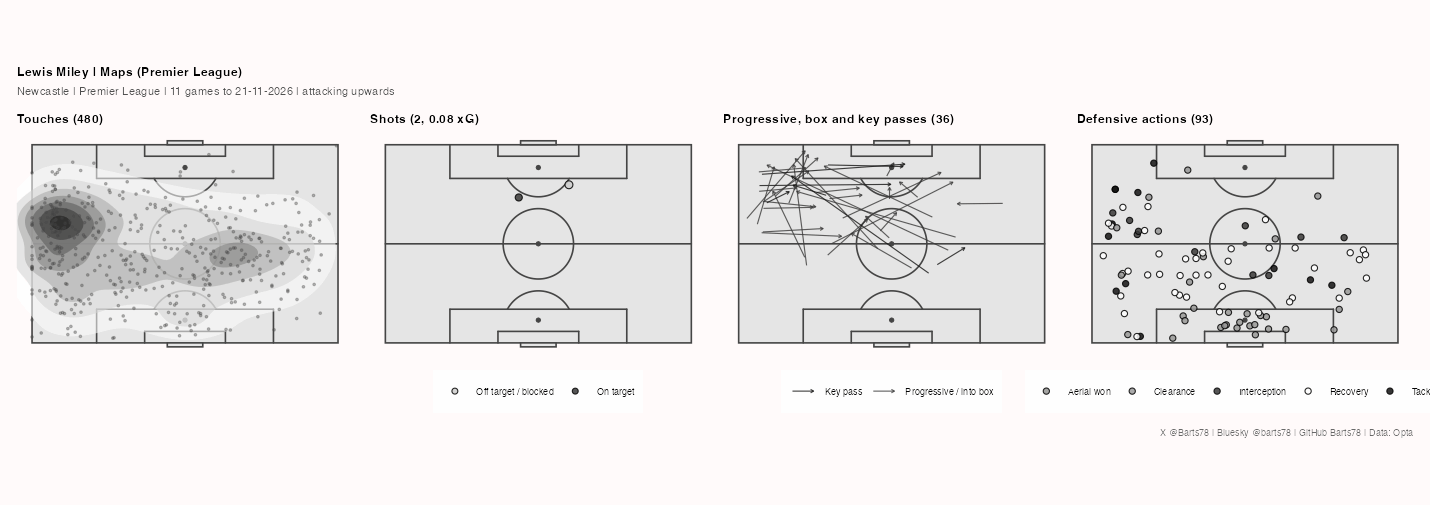 Lewis Miley | Maps (Premier League)
Newcastle | Premier League | 11 games to 21-11-2026 | attacking upwards
Touches (480)
Shots (2, 0.08 xG)
Progressive, box and key passes (36)
Defensive actions (93)
Off target / blocked
On target
Key pass
Progressive / into box
Aerial won
Clearance
Interception
Recovery
Tack
X @Barts78 | Bluesky @barts78 | GitHub Barts78 | Data: Opta